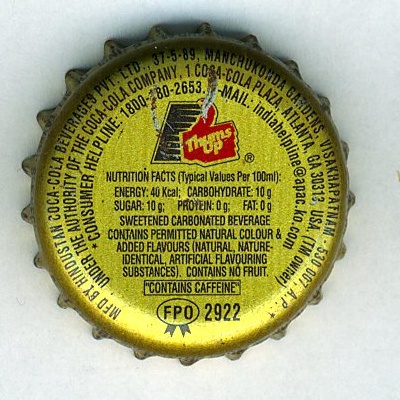 MFD BY HINDUSTAN COCA-COLA BEVERAGES PVT. LTD. 37-5-89, MANCHUKONDA GARDENS, VISAKHAPATNAM - 530 007. A. P. *
UNDER THE AUTHORITY OF THE COCA-COLA COMPANY, 1 COCA-COLA PLAZA, ATLANTA, GA 30313, USA (TM owner)
* CONSUMER HELPLINE: 1800-180-2653, E-MAIL: indiahelpline@apac.ko.com
Thums
Up
®
NUTRITION FACTS (Typical Values Per 100ml):
ENERGY: 40 Kcal; CARBOHYDRATE: 10 g
SUGAR: 10 g; PROTEIN: 0 g; FAT: 0 g
SWEETENED CARBONATED BEVERAGE
CONTAINS PERMITTED NATURAL COLOUR &
ADDED FLAVOURS (NATURAL, NATURE-
IDENTICAL, ARTIFICIAL FLAVOURING
SUBSTANCES). CONTAINS NO FRUIT.
"CONTAINS CAFFEINE"
FPO 2922